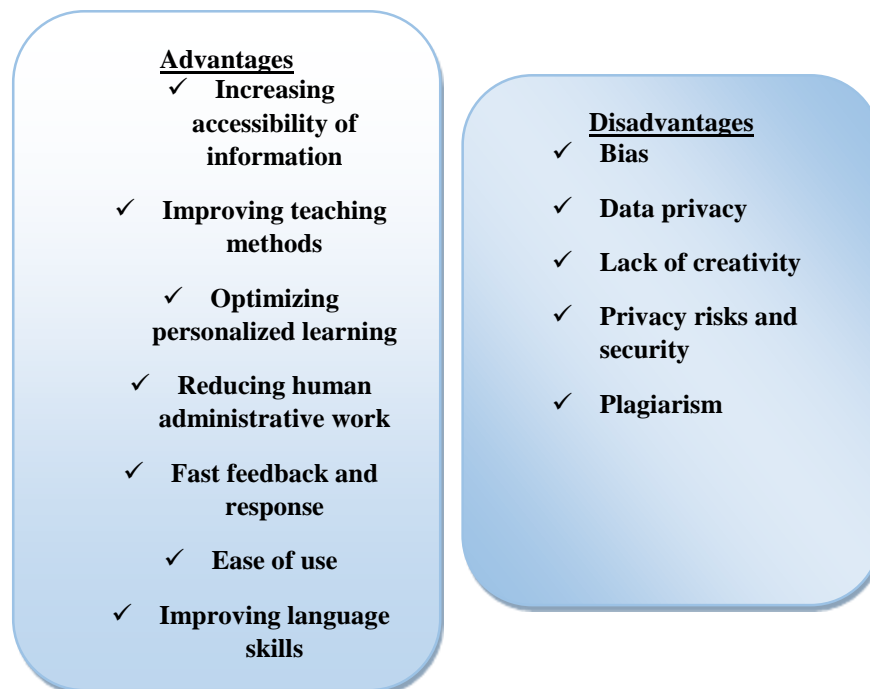 Advantages
✓ Increasing
accessibility of
information
✓ Improving teaching
methods
✓ Optimizing
personalized learning
✓ Reducing human
administrative work
✓ Fast feedback and
response
✓ Ease of use
✓ Improving language
skills
Disadvantages
✓ Bias
✓ Data privacy
✓ Lack of creativity
✓ Privacy risks and
security
✓ Plagiarism